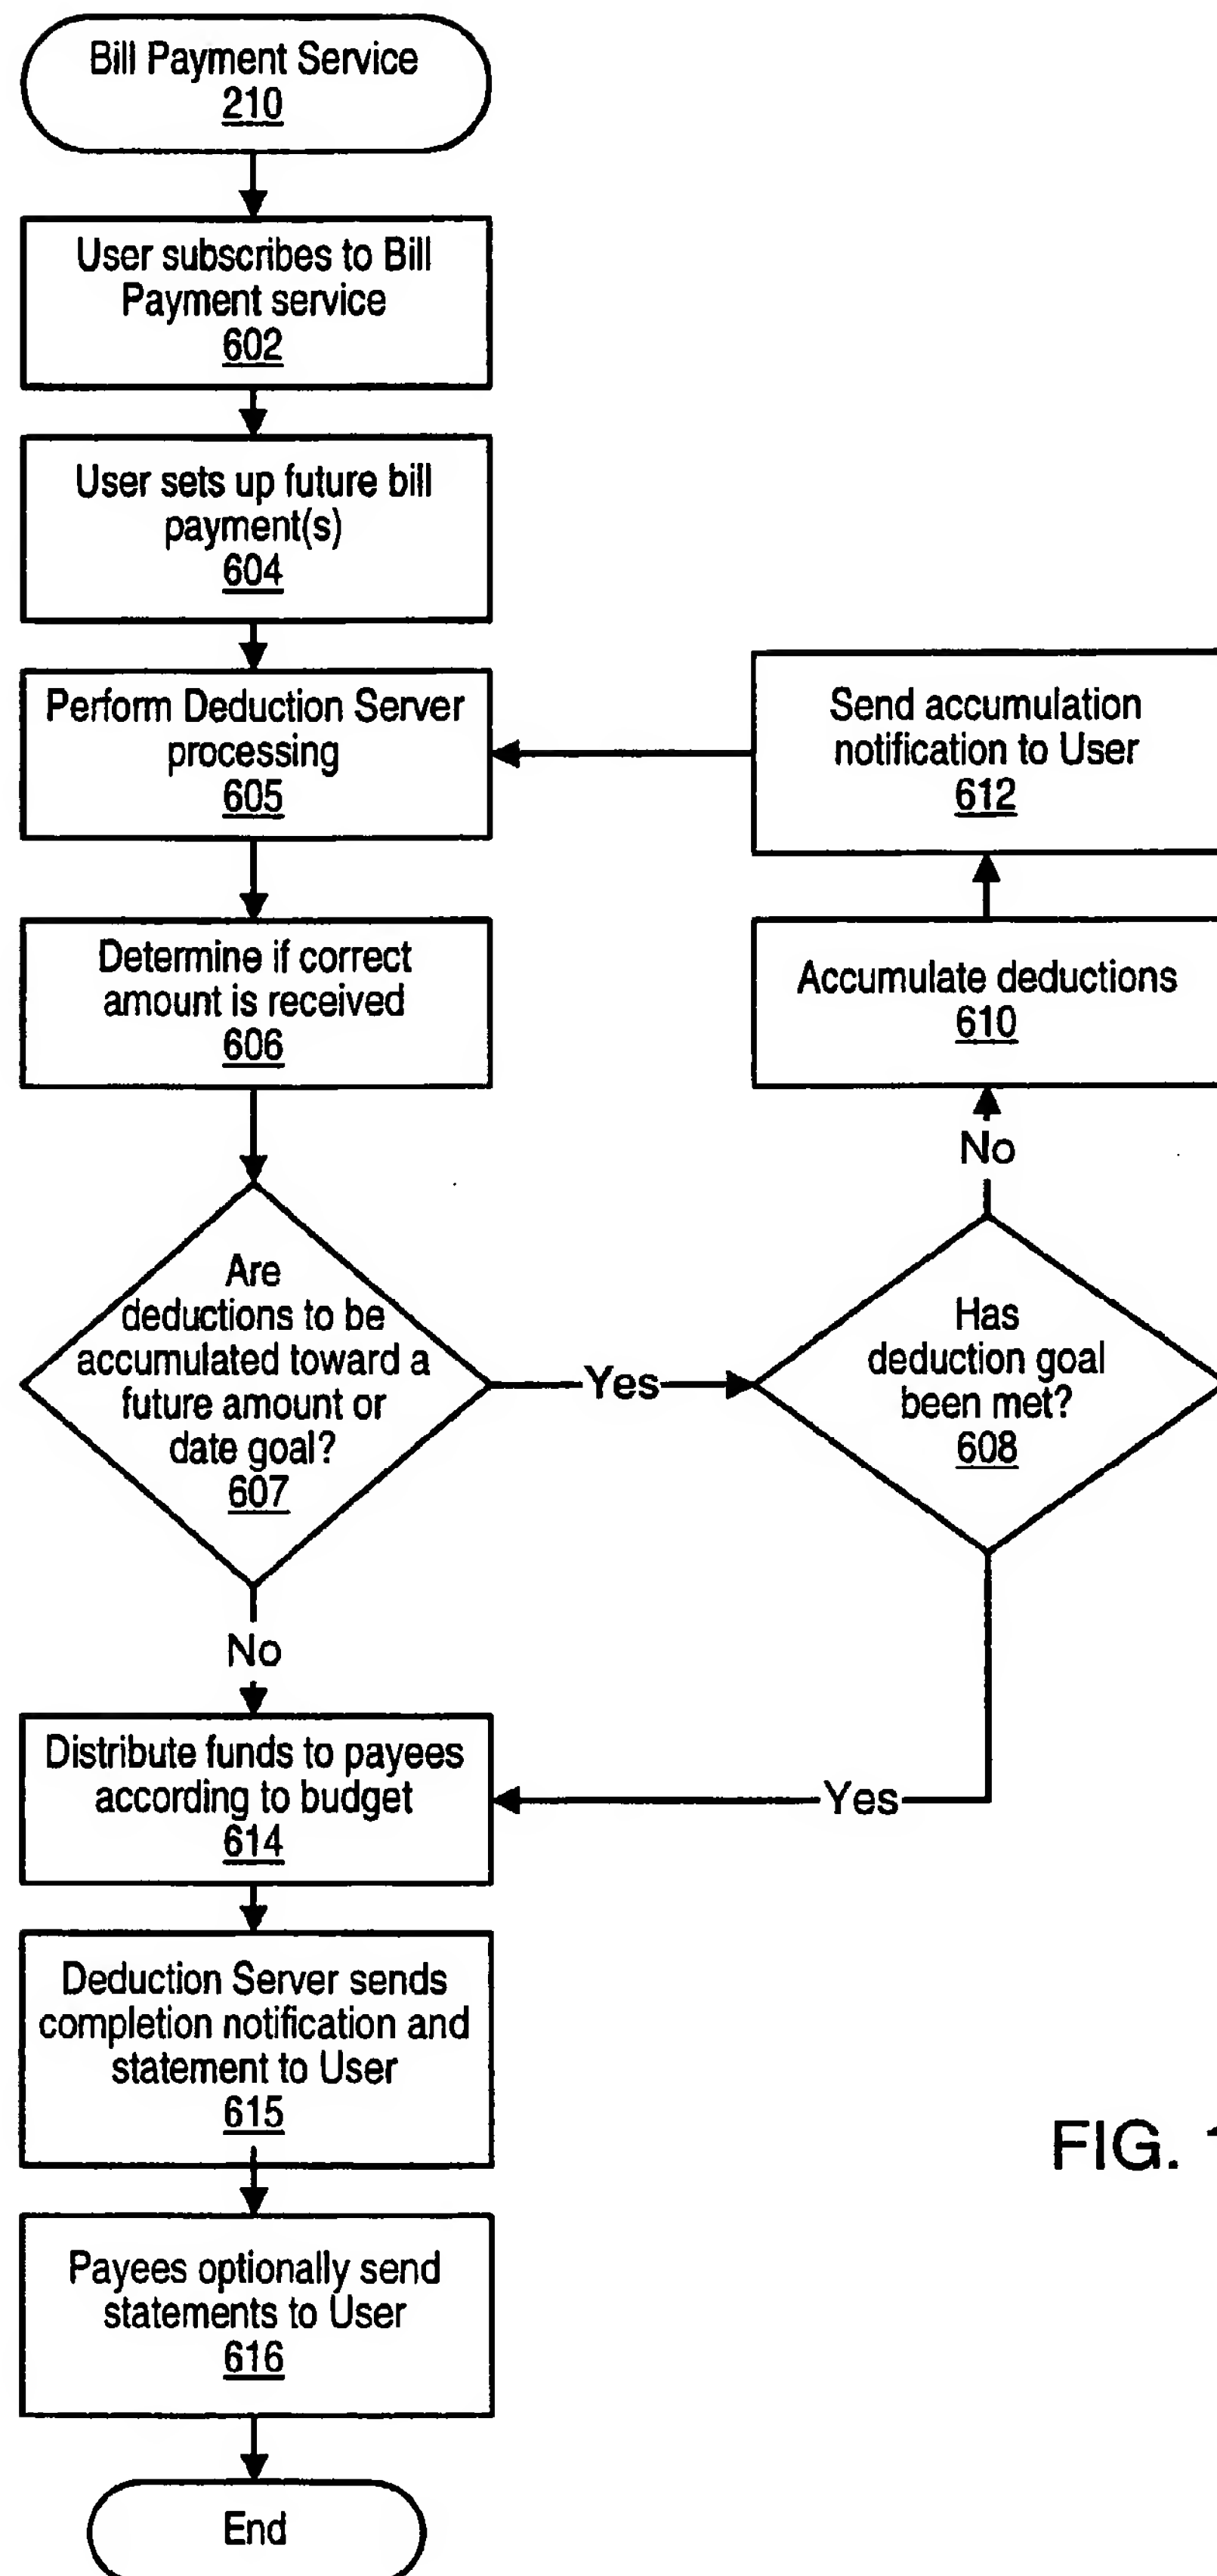 Bill Payment Service
210
User subscribes to Bill
Payment service
602
User sets up future bill
payment(s)
604
Perform Deduction Server
processing
605
Send accumulation
notification to User
612
Determine if correct
amount is received
606
Accumulate deductions
610
No
Are
deductions to be
accumulated toward a
future amount or
date goal?
607
Yes
Has
deduction goal
been met?
608
No
Distribute funds to payees
according to budget
614
Yes
Deduction Server sends
completion notification and
statement to User
615
FIG.
Payees optionally send
statements to User
616
End